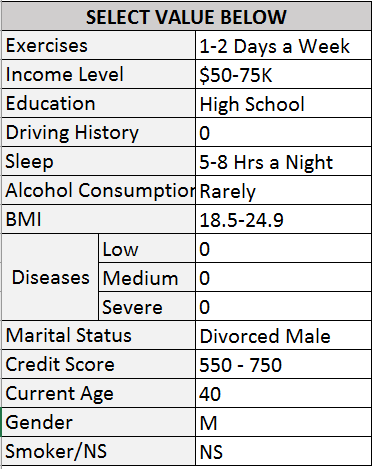 SELECT VALUE BELOW
Exercises 1-2 Days a Week
Income Level $50-75K
Education High School
Driving History 0
Sleep 5-8 Hrs a Night
Alcohol Consumption Rarely
BMI 18.5-24.9
Diseases Low 0
Medium 0
Severe 0
Marital Status Divorced Male
Credit Score 550 - 750
Current Age 40
Gender M
Smoker/NS NS